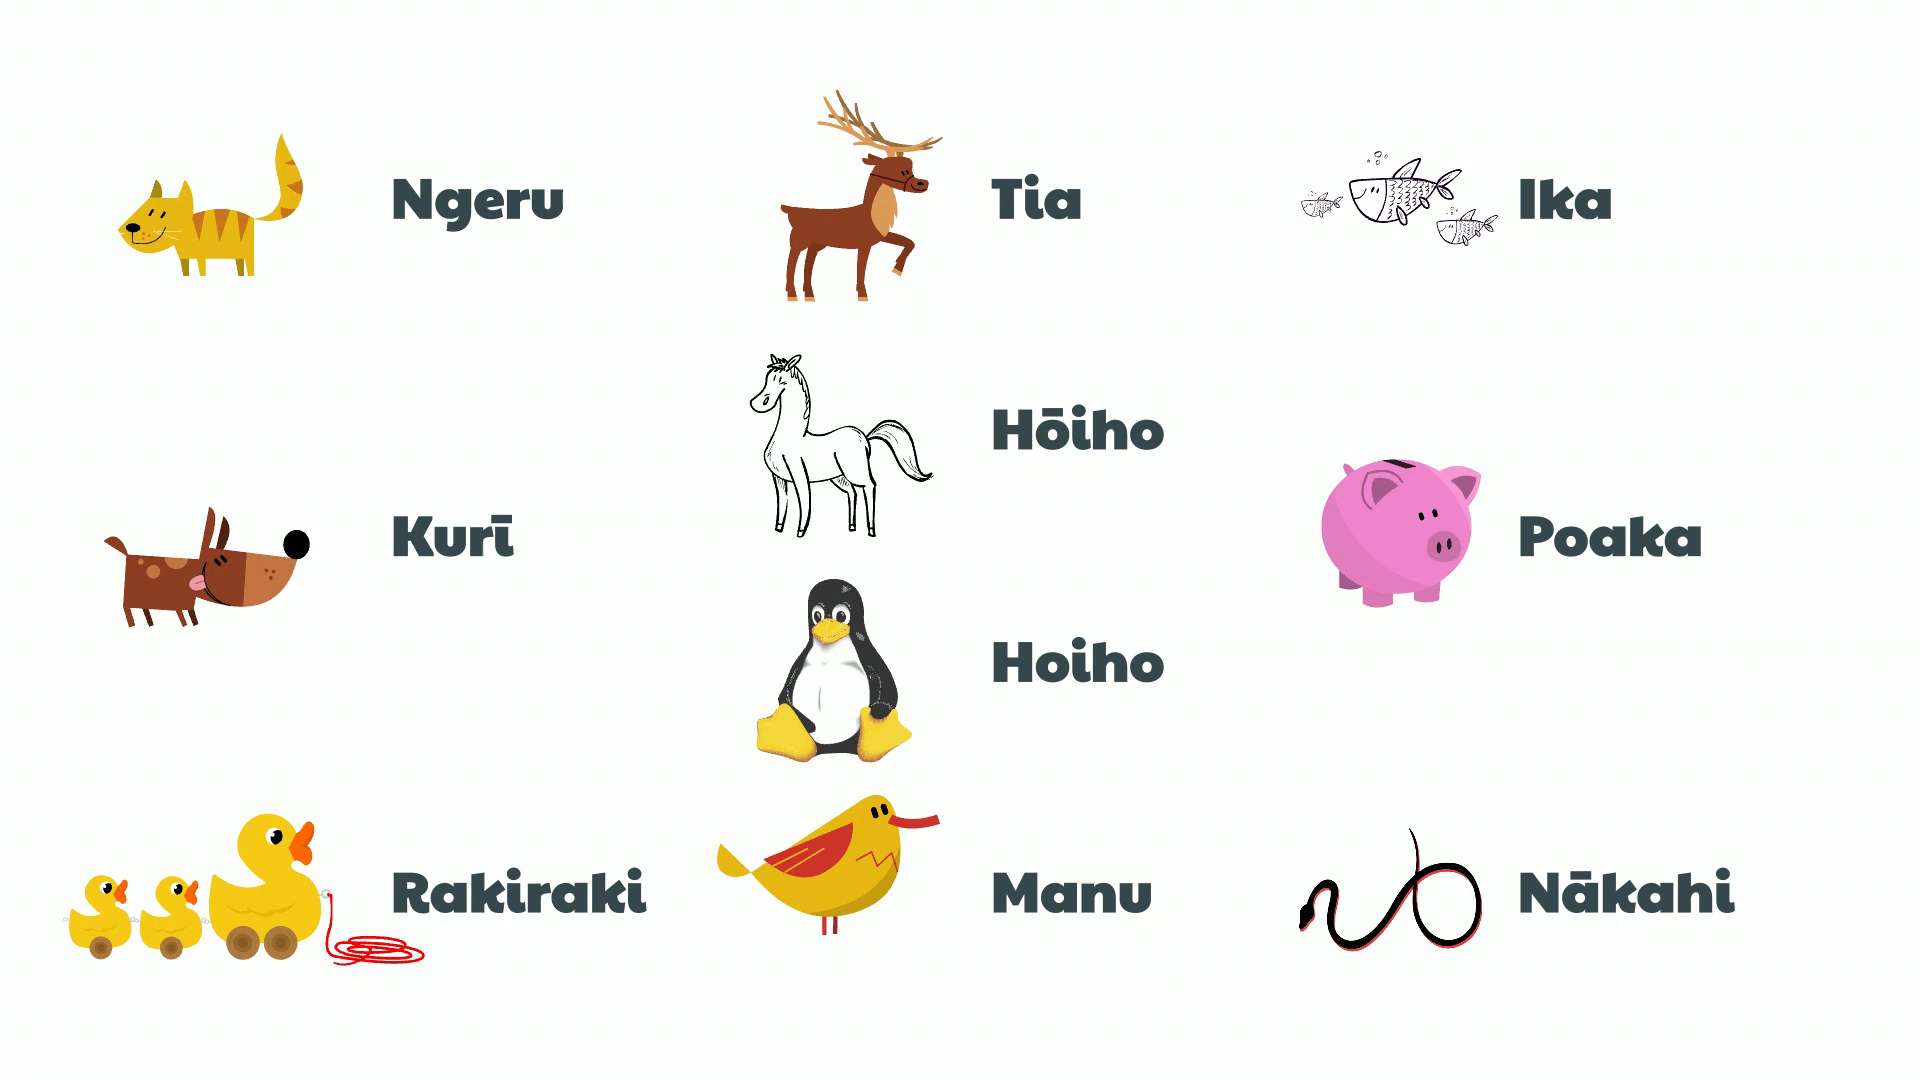 Ngeru
Tia
Ika
Hōiho
Kurī
Poaka
Hoiho
Rakiraki
Manu
Nākahi